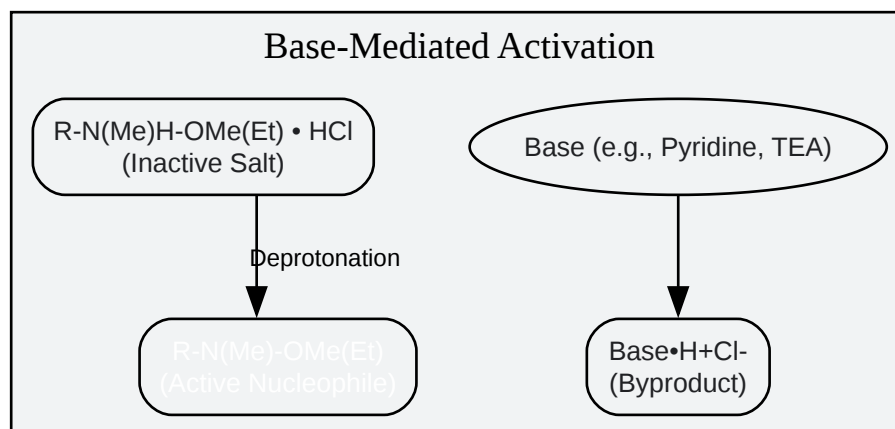 Base-Mediated Activation
R-N(Me)H-OMe(Et) • HCl
(Inactive Salt)
Base (e.g., Pyridine, TEA)
Deprotonation
R-N(Me)-OMe(Et)
(Active Nucleophile)
Base•H+Cl-
(Byproduct)